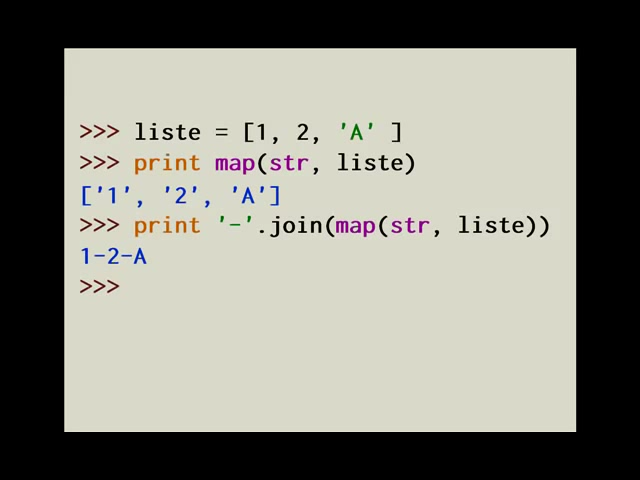 >>> liste = [1, 2, 'A' ]
>>> print map(str, liste)
['1', '2', 'A']
>>> print '-'.join(map(str, liste))
1-2-A
>>>